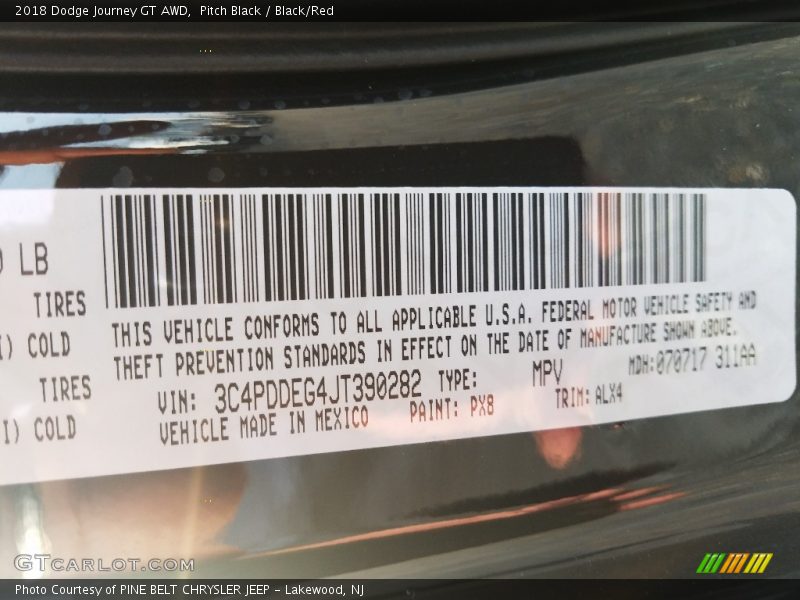 2018 Dodge Journey GT AWD,  Pitch Black / Black/Red
LB
TIRES
COLD
TIRES
COLD
THIS VEHICLE CONFORMS TO ALL APPLICABLE U.S.A. FEDERAL MOTOR VEHICLE SAFETY AND
THEFT PREVENTION STANDARDS IN EFFECT ON THE DATE OF MANUFACTURE SHOWN ABOVE.
VIN: 3C4PDDEG4JT390282 TYPE: MPV MDH:070717 311AA
VEHICLE MADE IN MEXICO PAINT: PX8 TRIM: ALX4
GTCARLOT.COM
Photo Courtesy of PINE BELT CHRYSLER JEEP - Lakewood, NJ